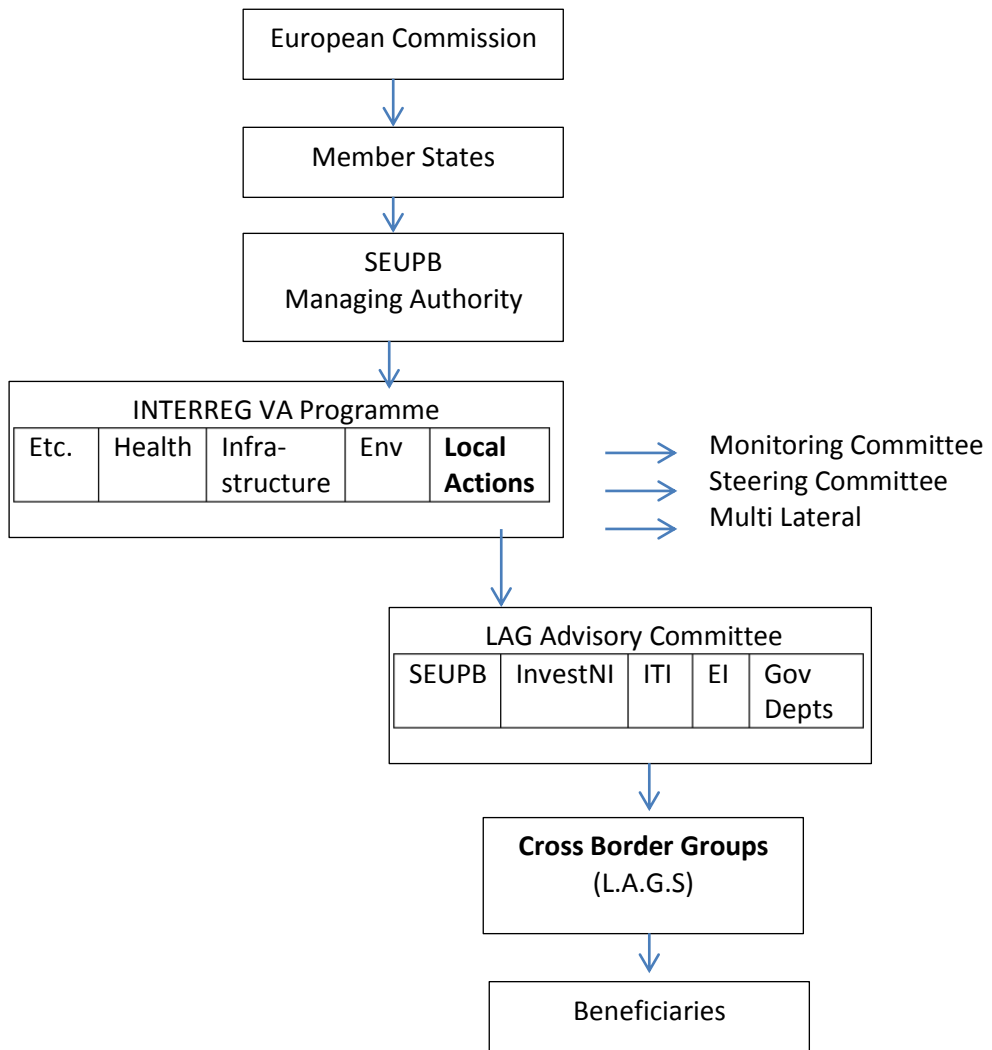 European Commission
Member States
SEUPB
Managing Authority
INTERREG VA Programme
Etc. Health Infra- Env Local
structure Actions
Monitoring Committee
Steering Committee
Multi Lateral
LAG Advisory Committee
SEUPB InvestNI ITI EI Gov
Depts
Cross Border Groups
(L.A.G.S)
Beneficiaries